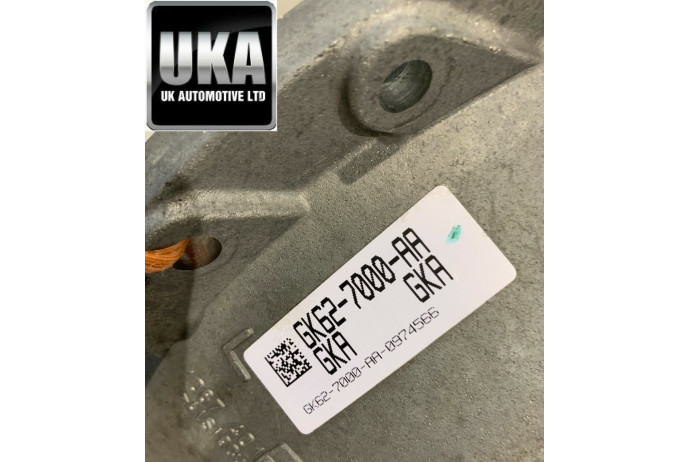 UKA
UK AUTOMOTIVE LTD
GK62-7000-AA
GKA GKA
GK62-7000-AA-0974566